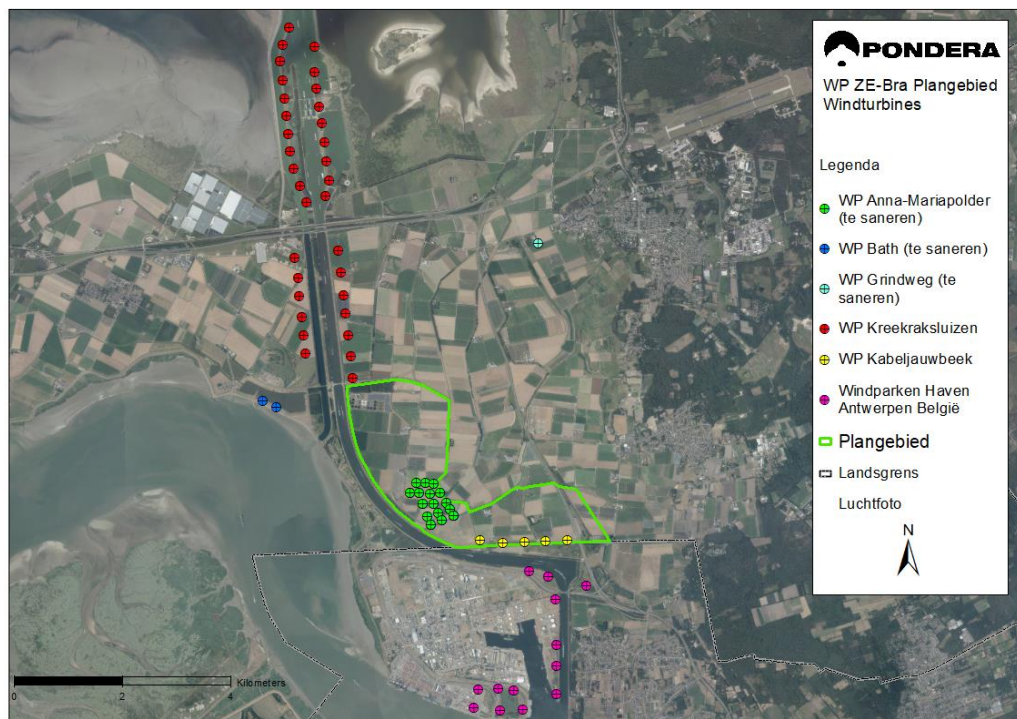 PONDERA
WP ZE-Bra Plangebied
Windturbines
Legenda
WP Anna-Mariapolder
(te saneren)
WP Bath (te saneren)
WP Grindweg (te
saneren)
WP Kreekraksluizen
WP Kabeljauwbeek
Windparken Haven
Antwerpen België
Plangebied
Landsgrens
Luchtfoto
N
Kilometers
0 2 4